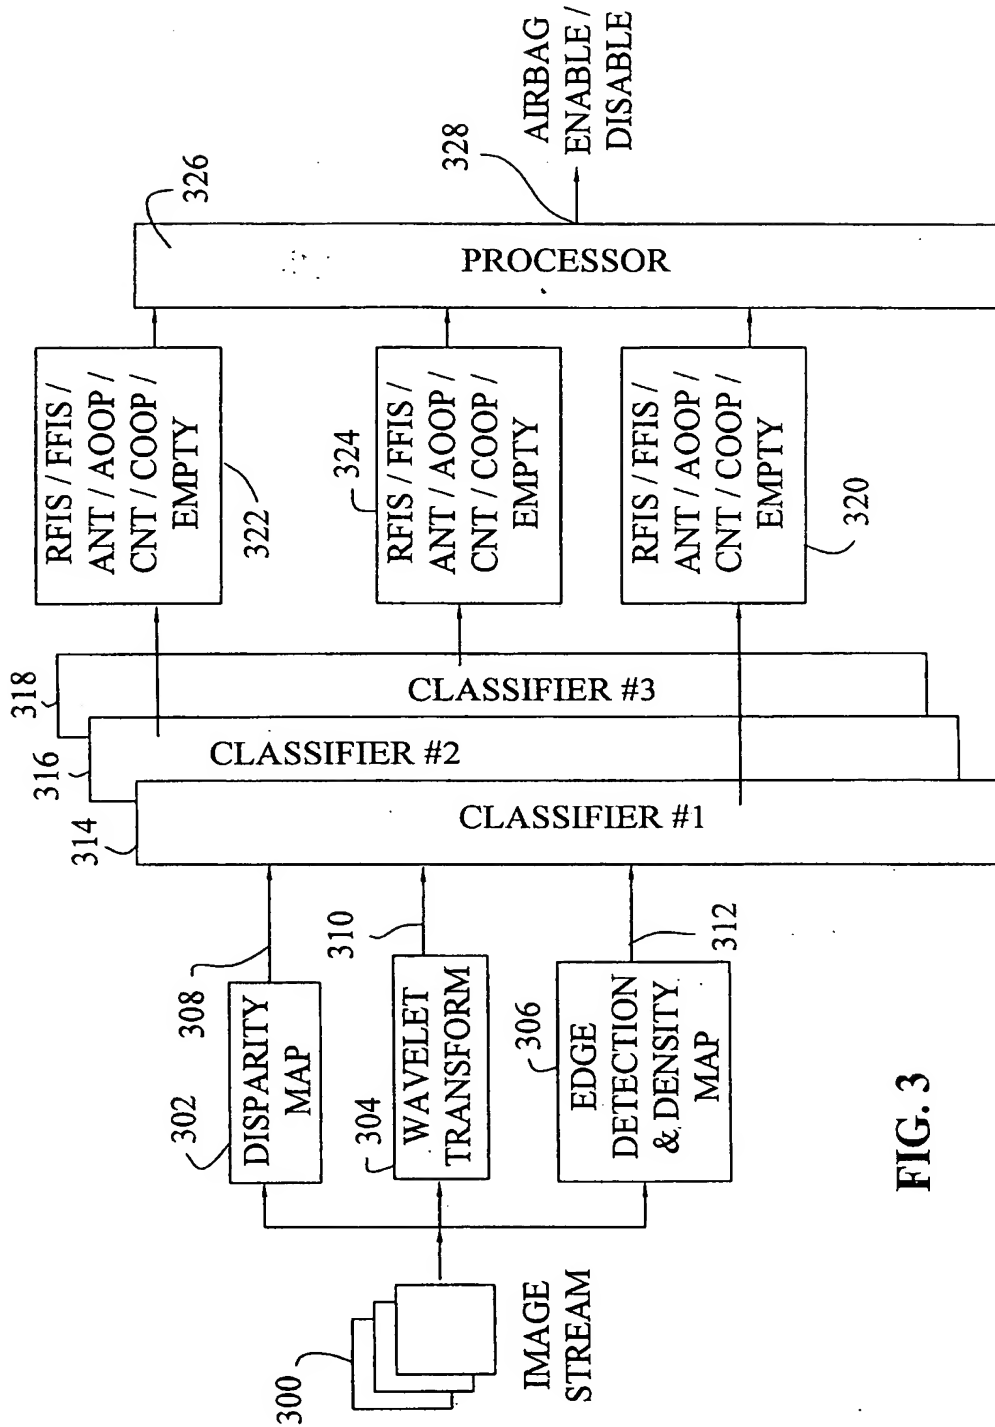 300
IMAGE
STREAM
302
DISPARITY
MAP
304
WAVELET
TRANSFORM
306
EDGE
DETECTION
& DENSITY
MAP
308
310
312
314
CLASSIFIER #1
316
CLASSIFIER #2
318
CLASSIFIER #3
RFIS / FFIS /
ANT / AOOP /
CNT / COOP /
EMPTY
322
RFIS / FFIS /
ANT / AOOP /
CNT / COOP /
EMPTY
324
RFIS / FFIS /
ANT / AOOP /
CNT / COOP /
EMPTY
320
326
PROCESSOR
328
AIRBAG
ENABLE /
DISABLE
FIG. 3